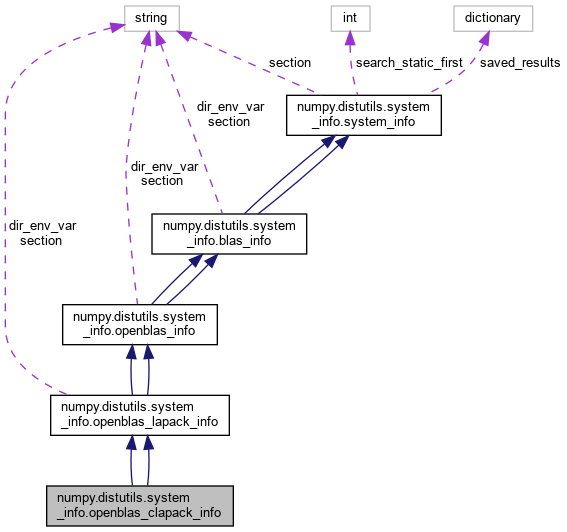 string
int
dictionary
section
search_static_first
saved_results
numpy.distutils.system
_info.system_info
dir_env_var
section
dir_env_var
section
dir_env_var
section
numpy.distutils.system
_info.blas_info
numpy.distutils.system
_info.openblas_info
numpy.distutils.system
_info.openblas_lapack_info
numpy.distutils.system
_info.openblas_clapack_info